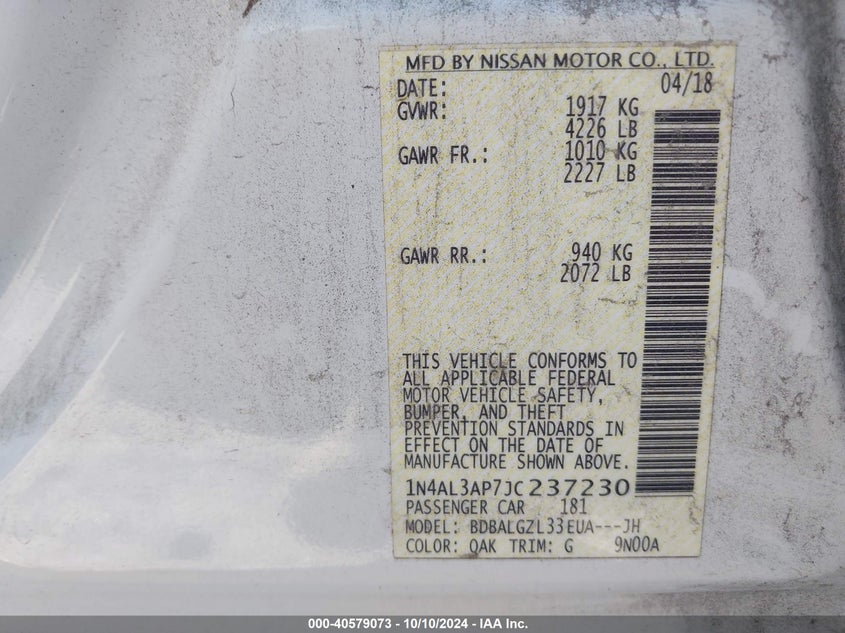 MFD BY NISSAN MOTOR CO., LTD.
DATE: 04/18
GVWR: 1917 KG
4226 LB
GAWR FR.: 1010 KG
2227 LB
GAWR RR.: 940 KG
2072 LB
THIS VEHICLE CONFORMS TO
ALL APPLICABLE FEDERAL
MOTOR VEHICLE SAFETY,
BUMPER, AND THEFT
PREVENTION STANDARDS IN
EFFECT ON THE DATE OF
MANUFACTURE SHOWN ABOVE.
1N4AL3AP7JC237230
PASSENGER CAR 181
MODEL: BDBALGZL33EUA---JH
COLOR: QAK TRIM: G 9N00A
000-40579073 - 10/10/2024 - IAA Inc.